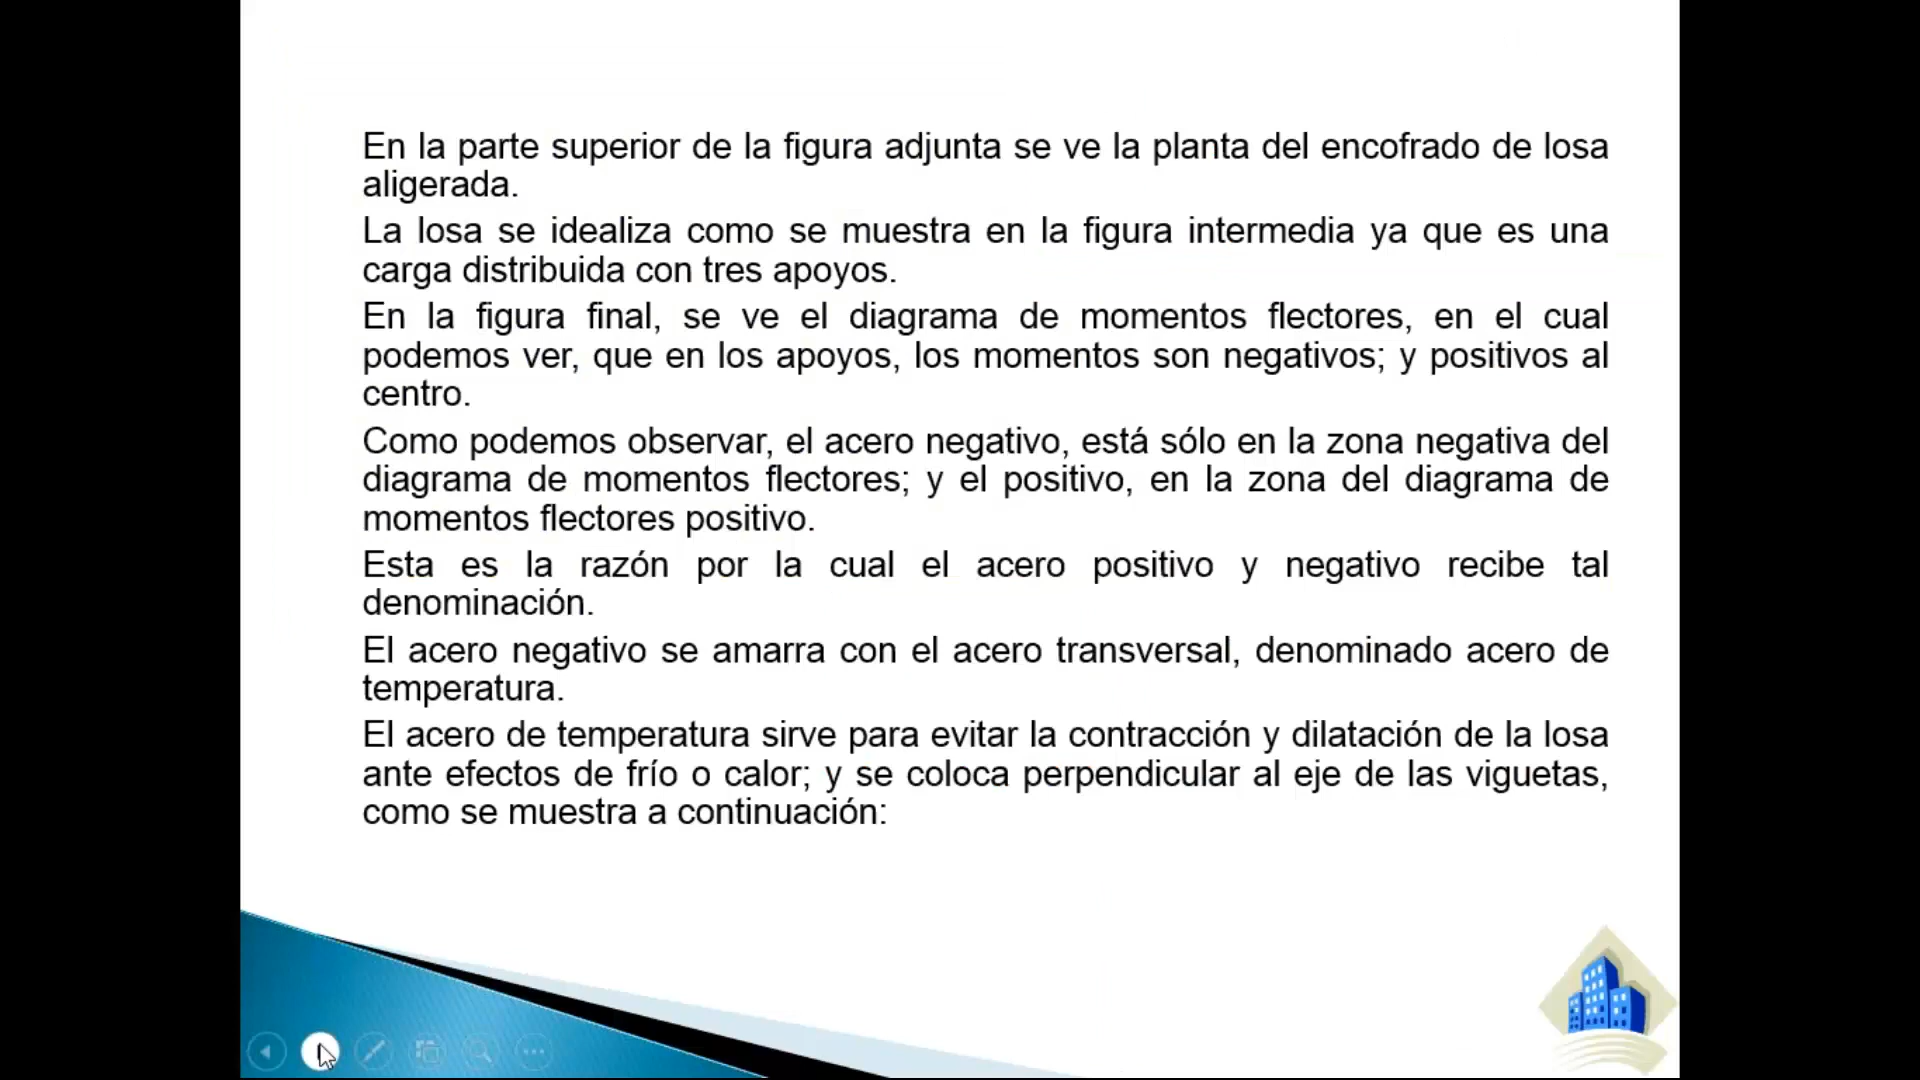 En la parte superior de la figura adjunta se ve la planta del encofrado de losa
aligerada.
La losa se idealiza como se muestra en la figura intermedia ya que es una
carga distribuida con tres apoyos.
En la figura final, se ve el diagrama de momentos flectores, en el cual
podemos ver, que en los apoyos, los momentos son negativos; y positivos al
centro.
Como podemos observar, el acero negativo, está sólo en la zona negativa del
diagrama de momentos flectores; y el positivo, en la zona del diagrama de
momentos flectores positivo.
Esta es la razón por la cual el acero positivo y negativo recibe tal
denominación.
El acero negativo se amarra con el acero transversal, denominado acero de
temperatura.
El acero de temperatura sirve para evitar la contracción y dilatación de la losa
ante efectos de frío o calor; y se coloca perpendicular al eje de las viguetas,
como se muestra a continuación: